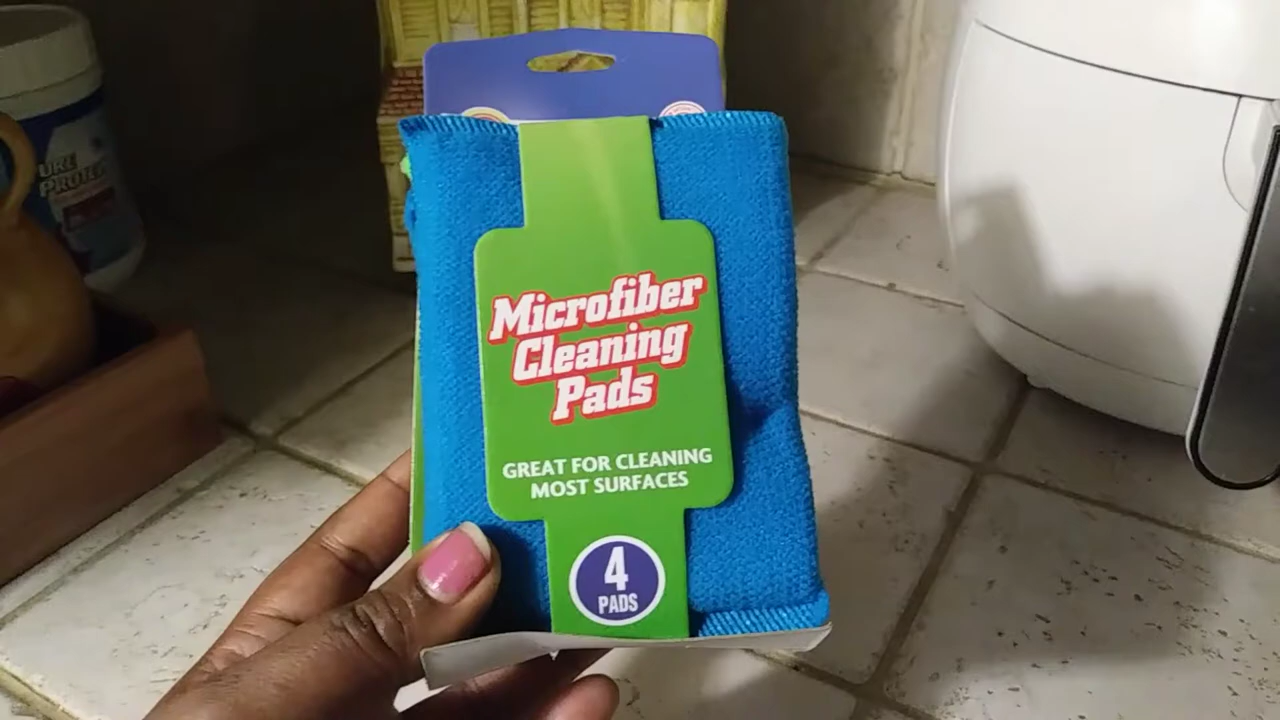 Microfiber
Cleaning
Pads
GREAT FOR CLEANING
MOST SURFACES
4
PADS